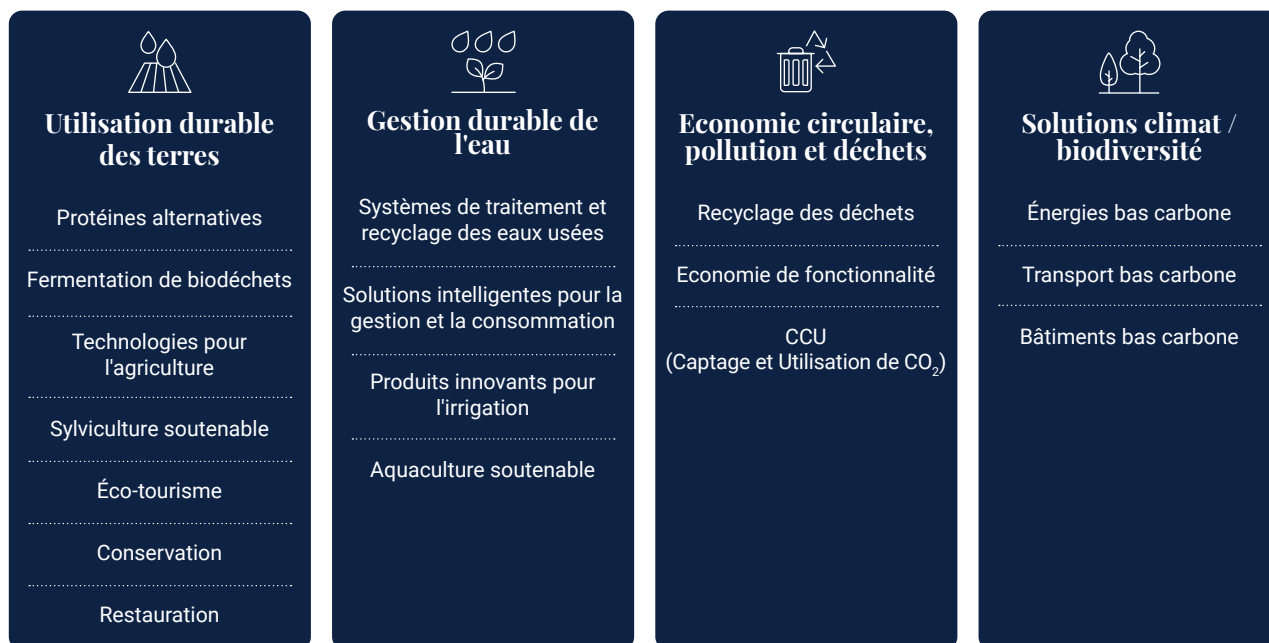 Utilisation durable
des terres
Protéines alternatives
Fermentation de biodéchets
Technologies pour
l'agriculture
Sylviculture soutenable
Éco-tourisme
Conservation
Restauration
Gestion durable de
l'eau
Systèmes de traitement et
recyclage des eaux usées
Solutions intelligentes pour la
gestion et la consommation
Produits innovants pour
l'irrigation
Aquaculture soutenable
Economie circulaire,
pollution et déchets
Recyclage des déchets
Economie de fonctionnalité
CCU
(Captage et Utilisation de CO₂)
Solutions climat /
biodiversité
Énergies bas carbone
Transport bas carbone
Bâtiments bas carbone